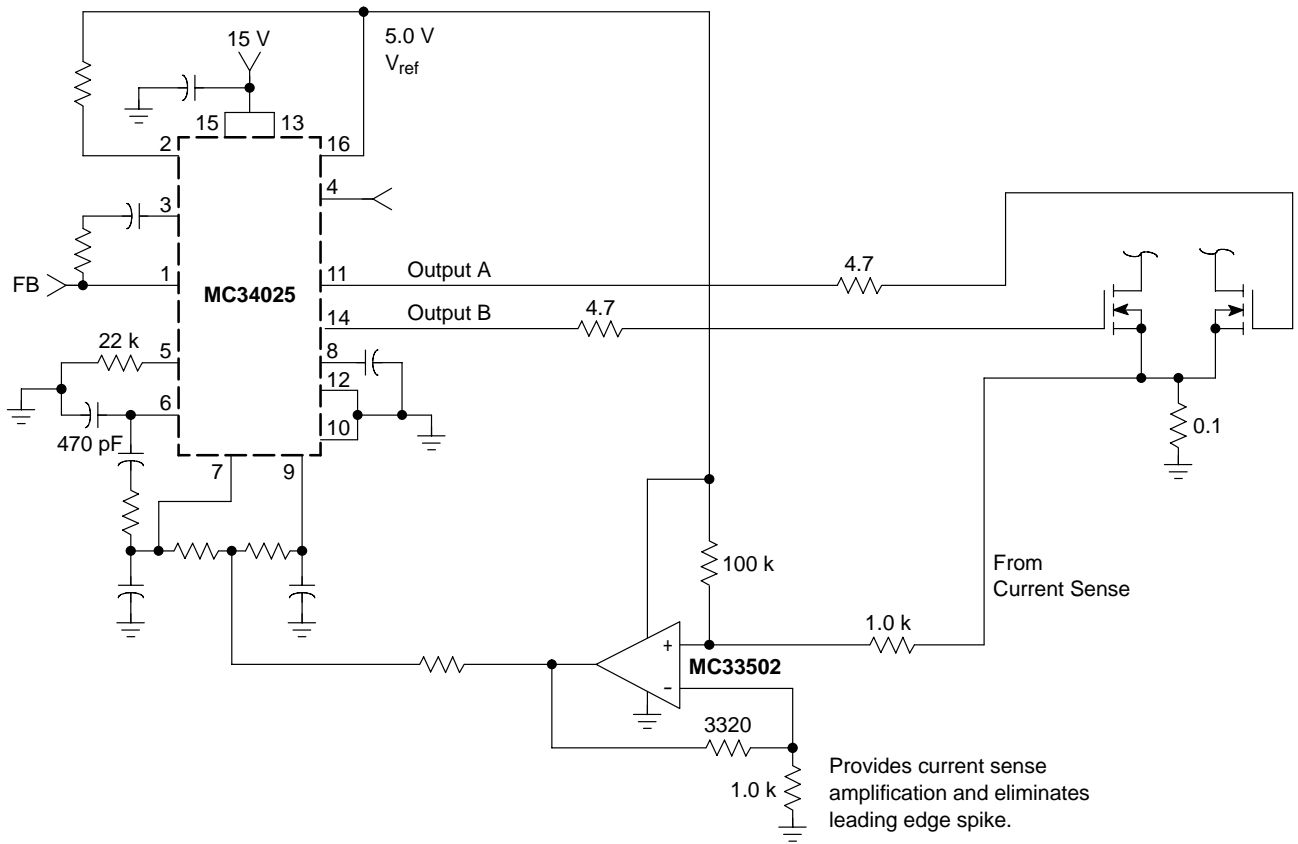 15 V
5.0 V
Vref
15
13
2
16
4
3
FB
1
MC34025
11
Output A
4.7
14
Output B
4.7
22 k
5
8
12
6
10
470 pF
7
9
0.1
100 k
From
Current Sense
1.0 k
+
MC33502
-
3320
1.0 k
Provides current sense
amplification and eliminates
leading edge spike.